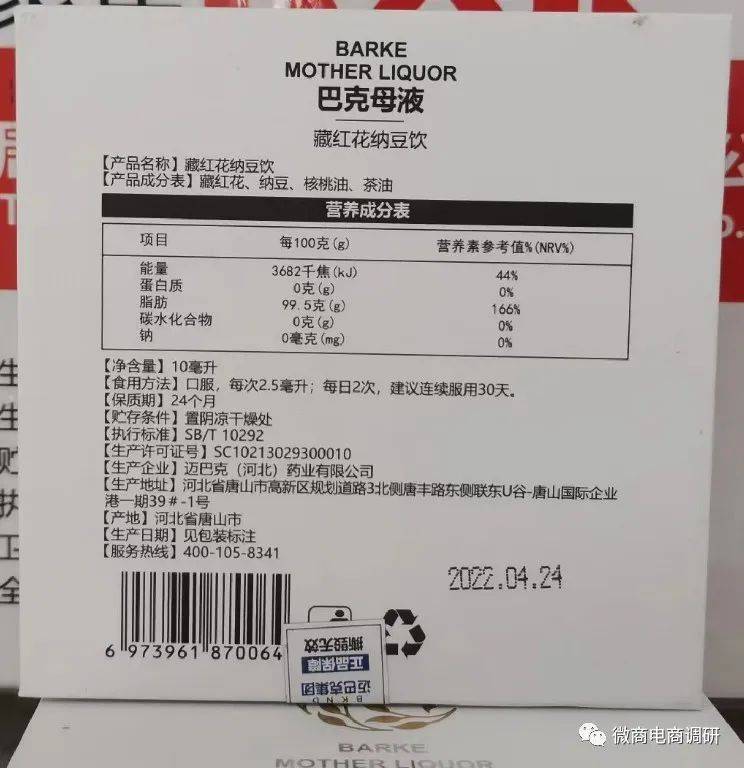 BARKE
MOTHER LIQUOR
巴克母液
藏红花纳豆饮
【产品名称】藏红花纳豆饮
【产品成分表】藏红花、纳豆、核桃油、茶油
营养成分表
项目 每100克(g) 营养素参考值%(NRV%)
能量 3682千焦(kJ) 44%
蛋白质 0克(g) 0%
脂肪 99.5克(g) 166%
碳水化合物 0克(g) 0%
钠 0毫克(mg) 0%
【净含量】10毫升
【食用方法】口服，每次2.5毫升；每日2次，建议连续服用30天。
【保质期】24个月
【贮存条件】置阴凉干燥处
【执行标准】SB/T 10292
【生产许可证号】SC10213029300010
【生产企业】迈巴克（河北）药业有限公司
【生产地址】河北省唐山市高新区规划道路3北侧唐丰路东侧联东U谷-唐山国际企业
港一期39#-1号
【产地】河北省唐山市
【生产日期】见包装标注
【服务热线】400-105-8341
2022.04.24
6 973961 870064
撕毁无效
正品保障
迈巴克集团
BKND
BARKE
MOTHER LIQUOR
微商电商调研